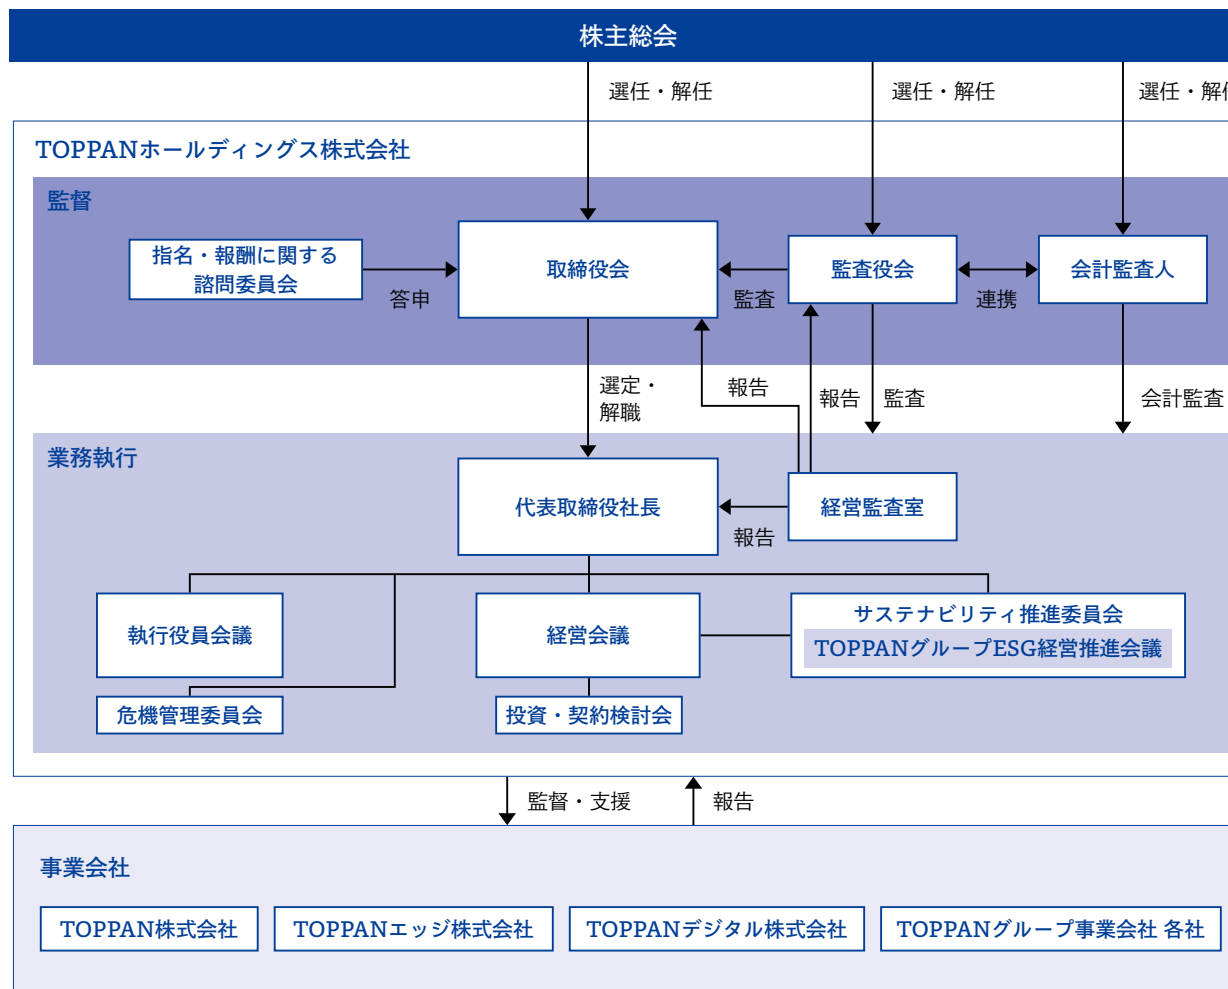 株主総会
選任・解任
選任・解任
選任・解
TOPPANホールディングス株式会社
監督
指名・報酬に関する
諮問委員会
答申
取締役会
監査
監査役会
連携
会計監査人
選定・
解職
報告
報告
監査
会計監査
業務執行
代表取締役社長
報告
経営監査室
執行役員会議
経営会議
サステナビリティ推進委員会
TOPPANグループESG経営推進会議
危機管理委員会
投資・契約検討会
監督・支援
報告
事業会社
TOPPAN株式会社
TOPPANエッジ株式会社
TOPPANデジタル株式会社
TOPPANグループ事業会社 各社